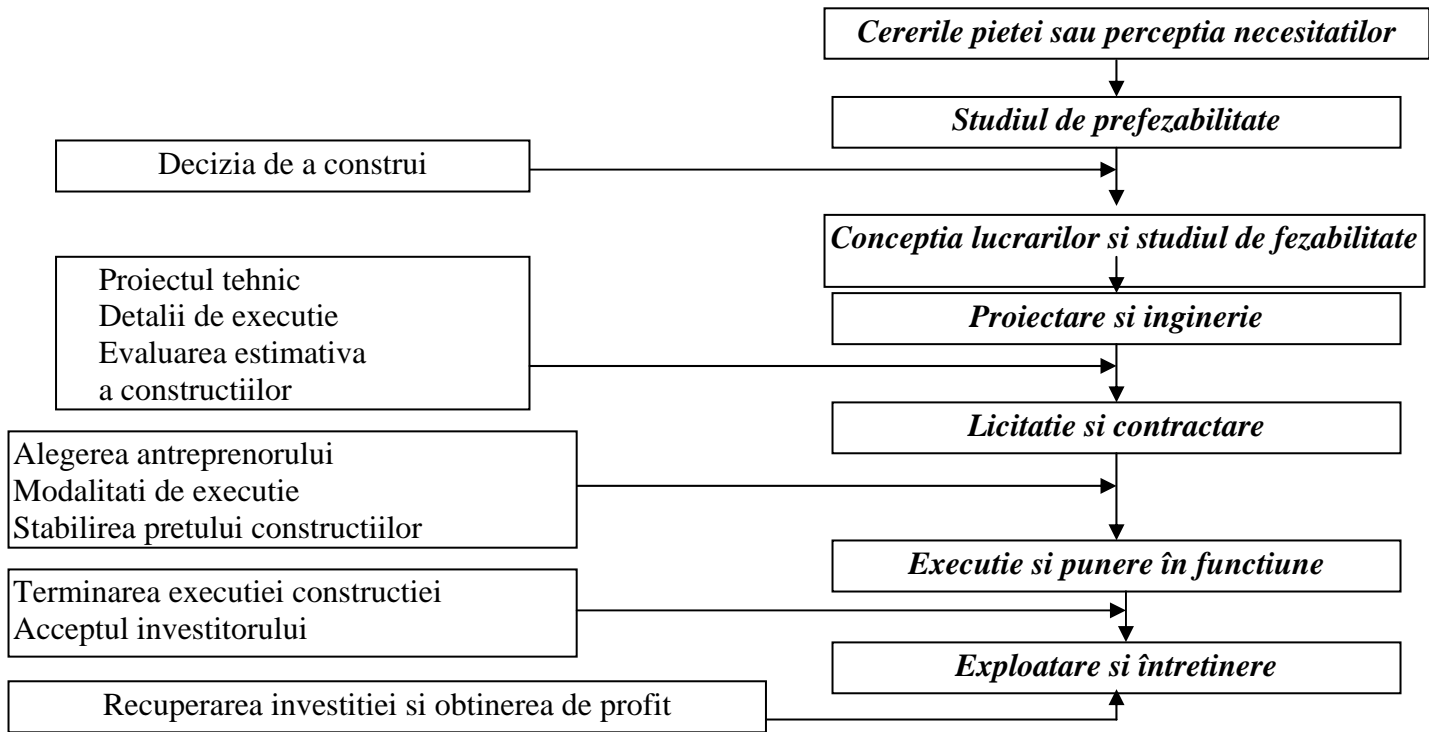 Cererile pietei sau perceptia necesitatilor
Studiul de prefezabilitate
Decizia de a construi
Conceptia lucrarilor si studiul de fezabilitate
Proiectul tehnic
Detalii de executie
Evaluarea estimativa
a constructiilor
Proiectare si inginerie
Licitatie si contractare
Alegerea antreprenorului
Modalitati de executie
Stabilirea pretului constructiilor
Executie si punere în functiune
Terminarea executiei constructiei
Acceptul investitorului
Exploatare si întretinere
Recuperarea investitiei si obtinerea de profit